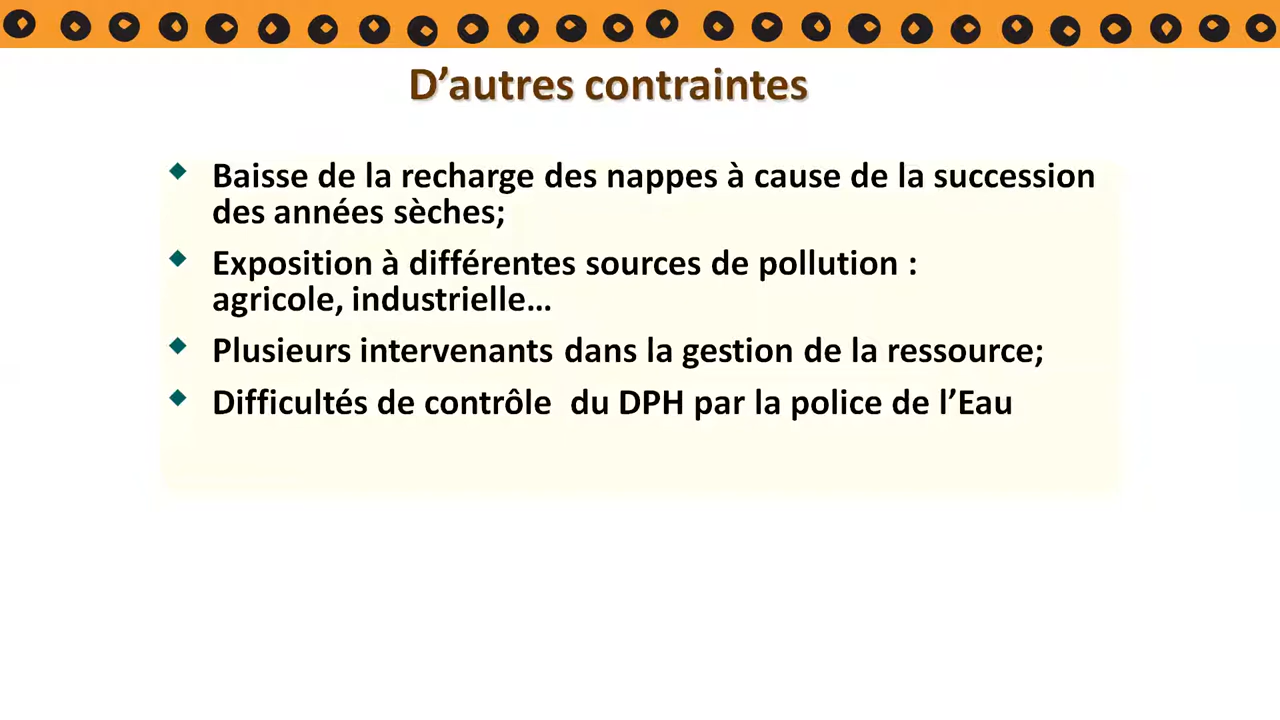 D’autres contraintes
Baisse de la recharge des nappes à cause de la succession
des années sèches;
Exposition à différentes sources de pollution :
agricole, industrielle…
Plusieurs intervenants dans la gestion de la ressource;
Difficultés de contrôle  du DPH par la police de l’Eau